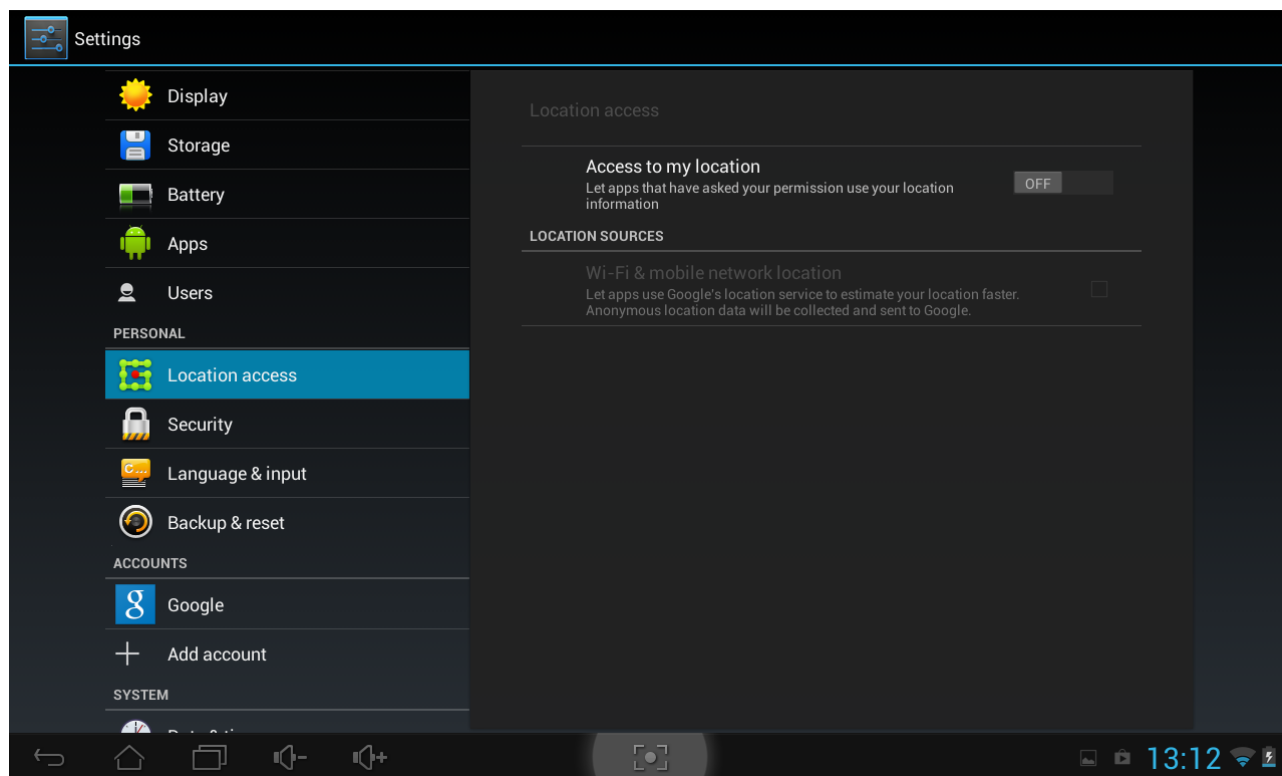 Settings
Display
Storage
Battery
Apps
Users
PERSONAL
Location access
Security
Language & input
Backup & reset
ACCOUNTS
Google
Add account
SYSTEM
Location access
Access to my location
Let apps that have asked your permission use your location
information
OFF
LOCATION SOURCES
Wi-Fi & mobile network location
Let apps use Google's location service to estimate your location faster.
Anonymous location data will be collected and sent to Google.
13:12